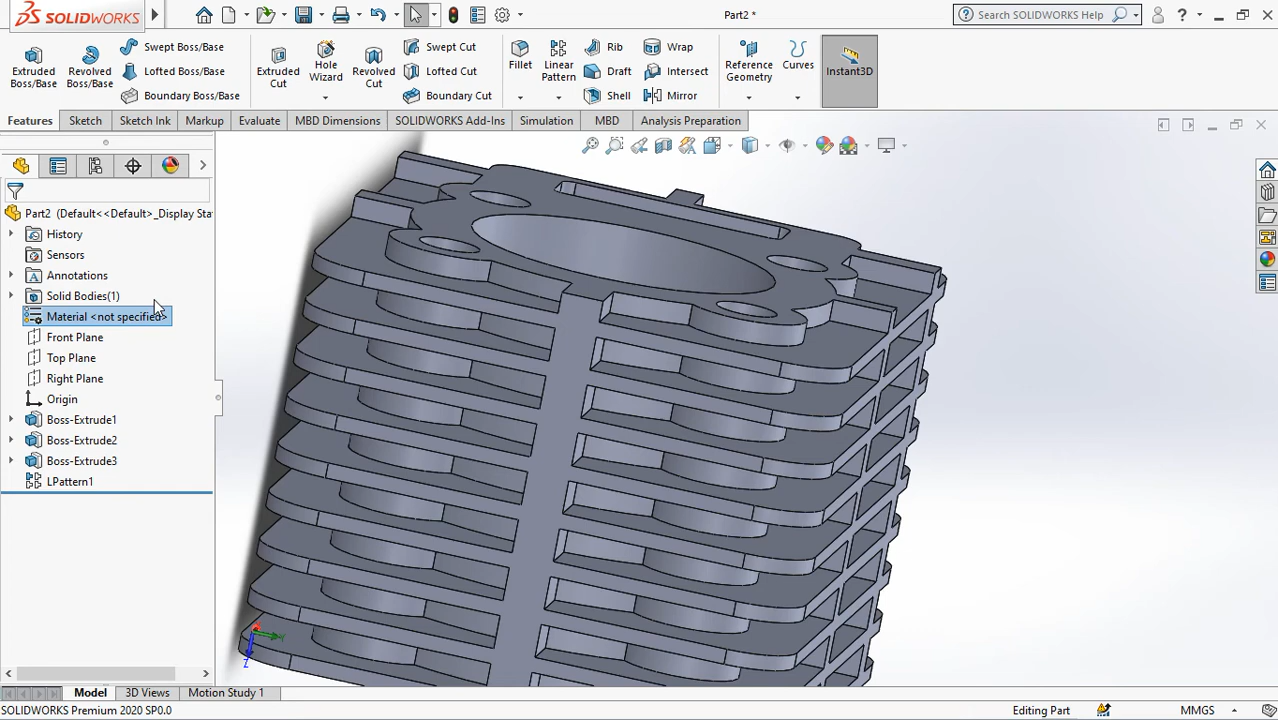 SOLIDWORKS
Part2 *
Search SOLIDWORKS Help
?
Extruded Boss/Base
Revolved Boss/Base
Swept Boss/Base
Lofted Boss/Base
Boundary Boss/Base
Extruded Cut
Hole Wizard
Revolved Cut
Swept Cut
Lofted Cut
Boundary Cut
Fillet
Linear Pattern
Rib
Draft
Shell
Wrap
Intersect
Mirror
Reference Geometry
Curves
Instant3D
Features
Sketch
Sketch Ink
Markup
Evaluate
MBD Dimensions
SOLIDWORKS Add-Ins
Simulation
MBD
Analysis Preparation
Part2 (Default<<Default>_Display Sta
History
Sensors
Annotations
Solid Bodies(1)
Material <not specified>
Front Plane
Top Plane
Right Plane
Origin
Boss-Extrude1
Boss-Extrude2
Boss-Extrude3
LPattern1
Y
Z
Model
3D Views
Motion Study 1
SOLIDWORKS Premium 2020 SP0.0
Editing Part
MMGS